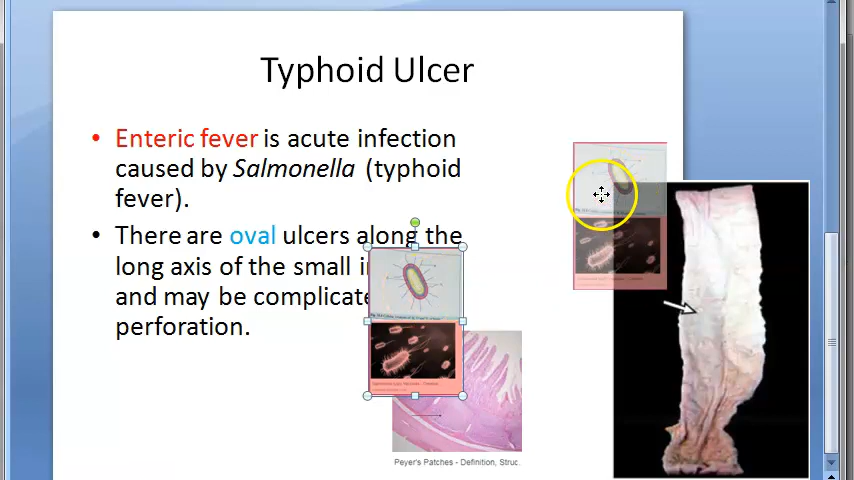 Typhoid Ulcer
• Enteric fever is acute infection
caused by Salmonella (typhoid
fever).
• There are oval ulcers along the
long axis of the small i
and may be complicate
perforation.
Peyer's Patches - Definition, Struc.